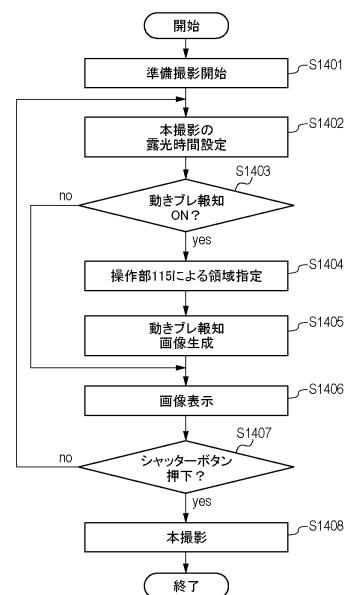 開始
準備撮影開始
S1401
本撮影の
露光時間設定
S1402
S1403
動きブレ報知
ON?
no
yes
操作部115による領域指定
S1404
動きブレ報知
画像生成
S1405
画像表示
S1406
S1407
シャッターボタン
押下?
no
yes
本撮影
S1408
終了